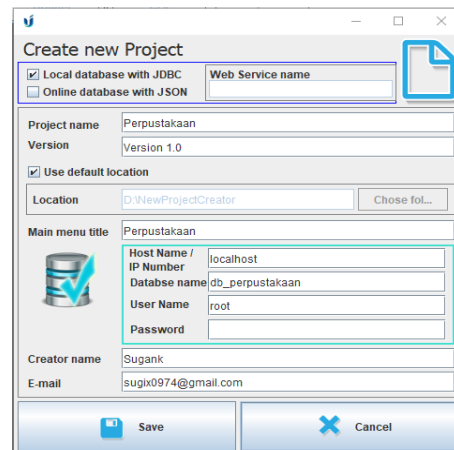 Create new Project
Local database with JDBC
Web Service name
Online database with JSON
Project name Perpustakaan
Version Version 1.0
Use default location
Location D:\NewProjectCreator Chose fol...
Main menu title Perpustakaan
Host Name /
IP Number localhost
Databse name db_perpustakaan
User Name root
Password
Creator name Sugank
E-mail sugix0974@gmail.com
Save Cancel